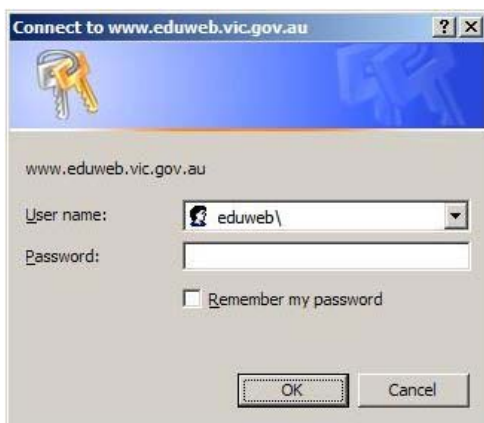 Connect to www.eduweb.vic.gov.au
www.eduweb.vic.gov.au
User name: eduweb\
Password:
Remember my password
OK Cancel